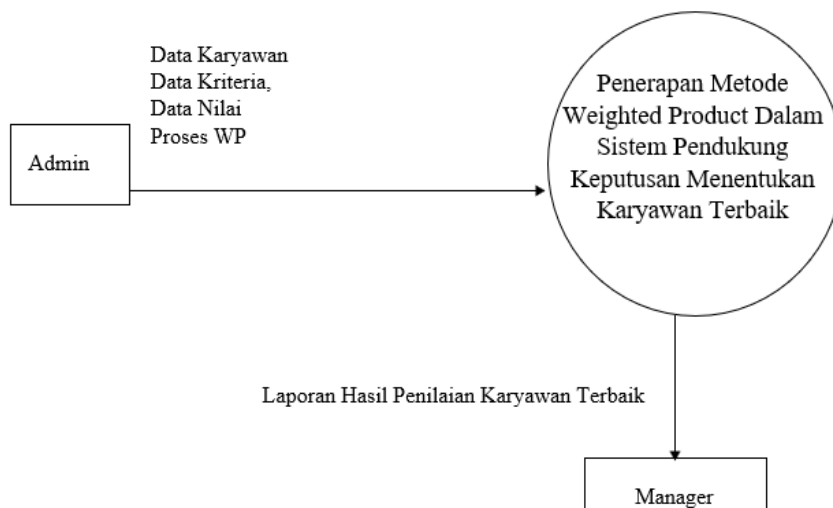 Data Karyawan
Data Kriteria,
Data Nilai
Proses WP
Admin
Penerapan Metode
Weighted Product Dalam
Sistem Pendukung
Keputusan Menentukan
Karyawan Terbaik
Laporan Hasil Penilaian Karyawan Terbaik
Manager